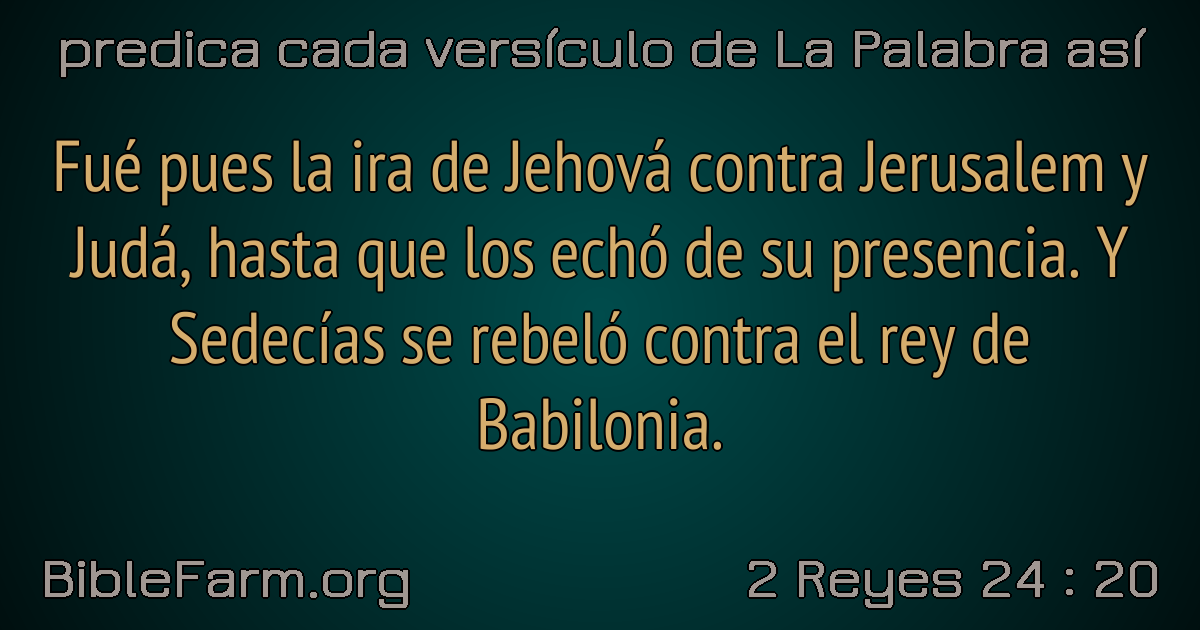 predica cada versículo de La Palabra así
Fué pues la ira de Jehová contra Jerusalem y
Judá, hasta que los echó de su presencia. Y
Sedecías se rebeló contra el rey de
Babilonia.
BibleFarm.org
2 Reyes 24 : 20